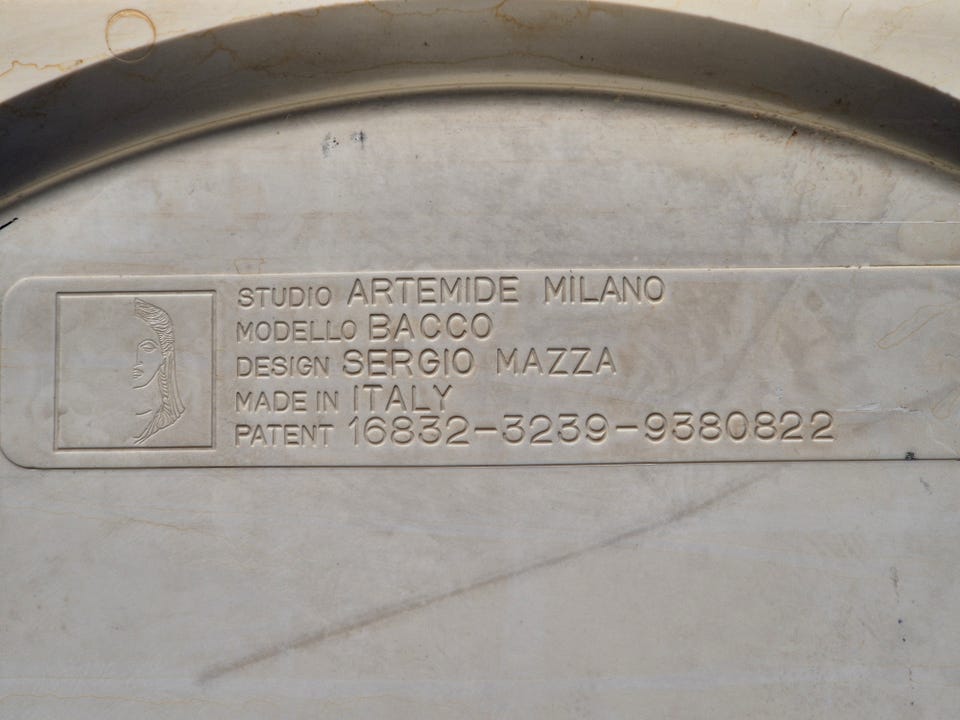 STUDIO ARTEMIDE MILANO
MODELLO BACCO
DESIGN SERGIO MAZZA
MADE IN ITALY
PATENT 16832-3239-9380822